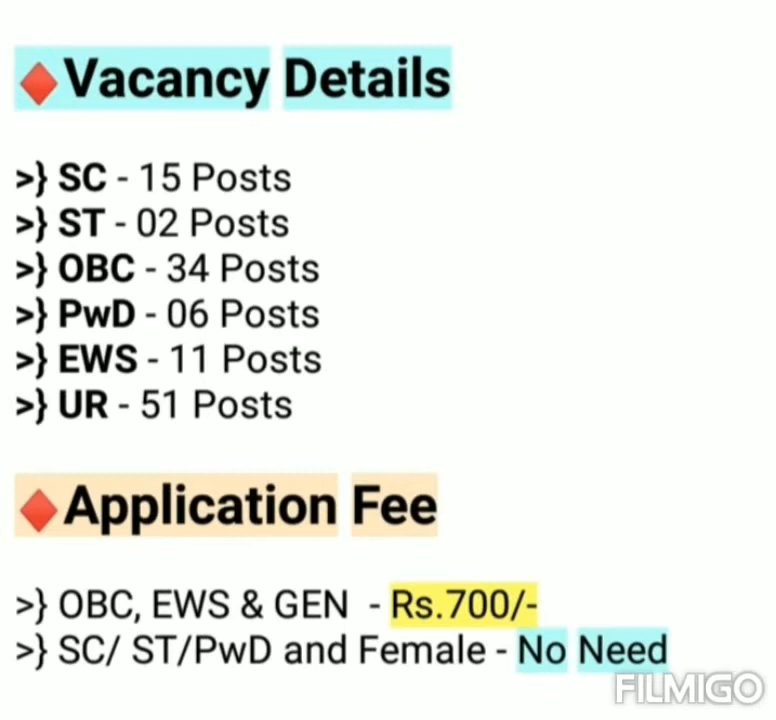 ♦Vacancy Details
>} SC - 15 Posts
>} ST - 02 Posts
>} OBC - 34 Posts
>} PwD - 06 Posts
>} EWS - 11 Posts
>} UR - 51 Posts
♦Application Fee
>} OBC, EWS & GEN - Rs.700/-
>} SC/ ST/PwD and Female - No Need
FILMIGO